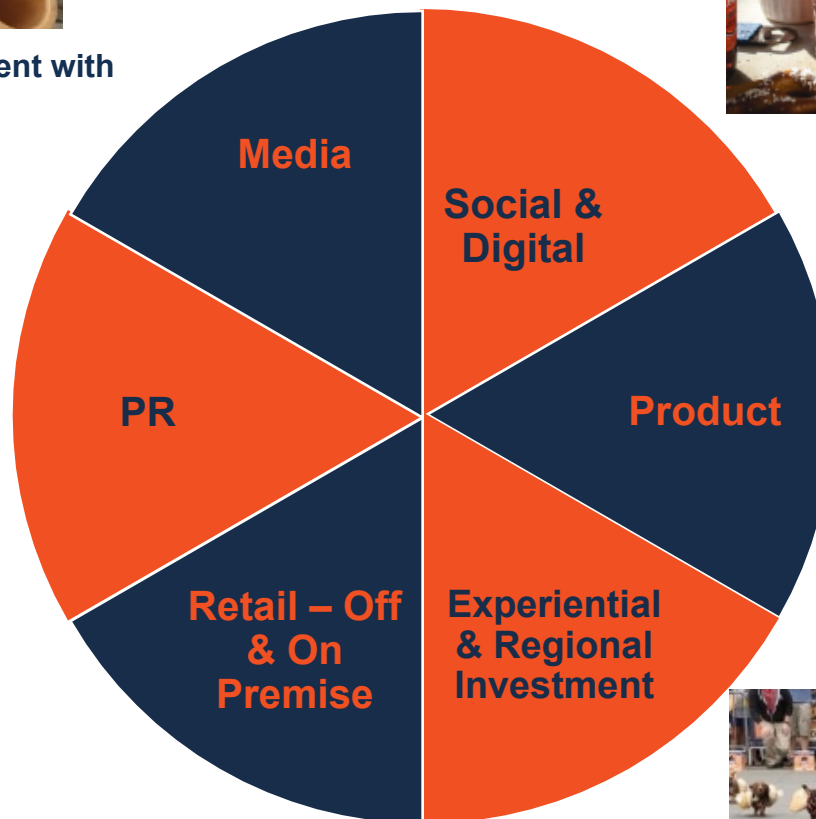 ent with
Media
Social &
Digital
Product
PR
Retail – Off
& On
Premise
Experiential
& Regional
Investment